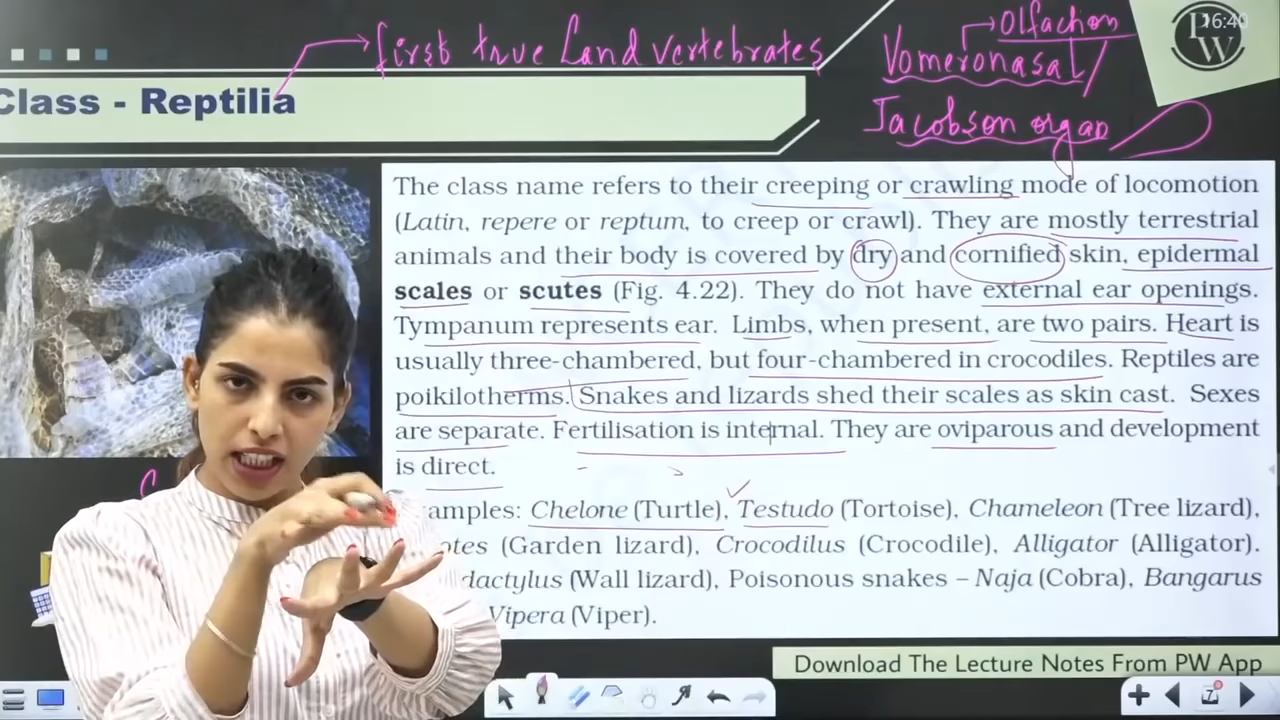 first true Land vertebrates
Olfaction
Vomeronasal/
Jacobson organ
PW
16:40
Class - Reptilia
The class name refers to their creeping or crawling mode of locomotion
(Latin, repere or reptum, to creep or crawl). They are mostly terrestrial
animals and their body is covered by dry and cornified skin, epidermal
scales or scutes (Fig. 4.22). They do not have external ear openings.
Tympanum represents ear. Limbs, when present, are two pairs. Heart is
usually three-chambered, but four-chambered in crocodiles. Reptiles are
poikilotherms. Snakes and lizards shed their scales as skin cast. Sexes
are separate. Fertilisation is internal. They are oviparous and development
is direct.
amples: Chelone (Turtle), Testudo (Tortoise), Chameleon (Tree lizard),
otes (Garden lizard), Crocodilus (Crocodile), Alligator (Alligator).
dactylus (Wall lizard), Poisonous snakes – Naja (Cobra), Bangarus
Vipera (Viper).
Download The Lecture Notes From PW App